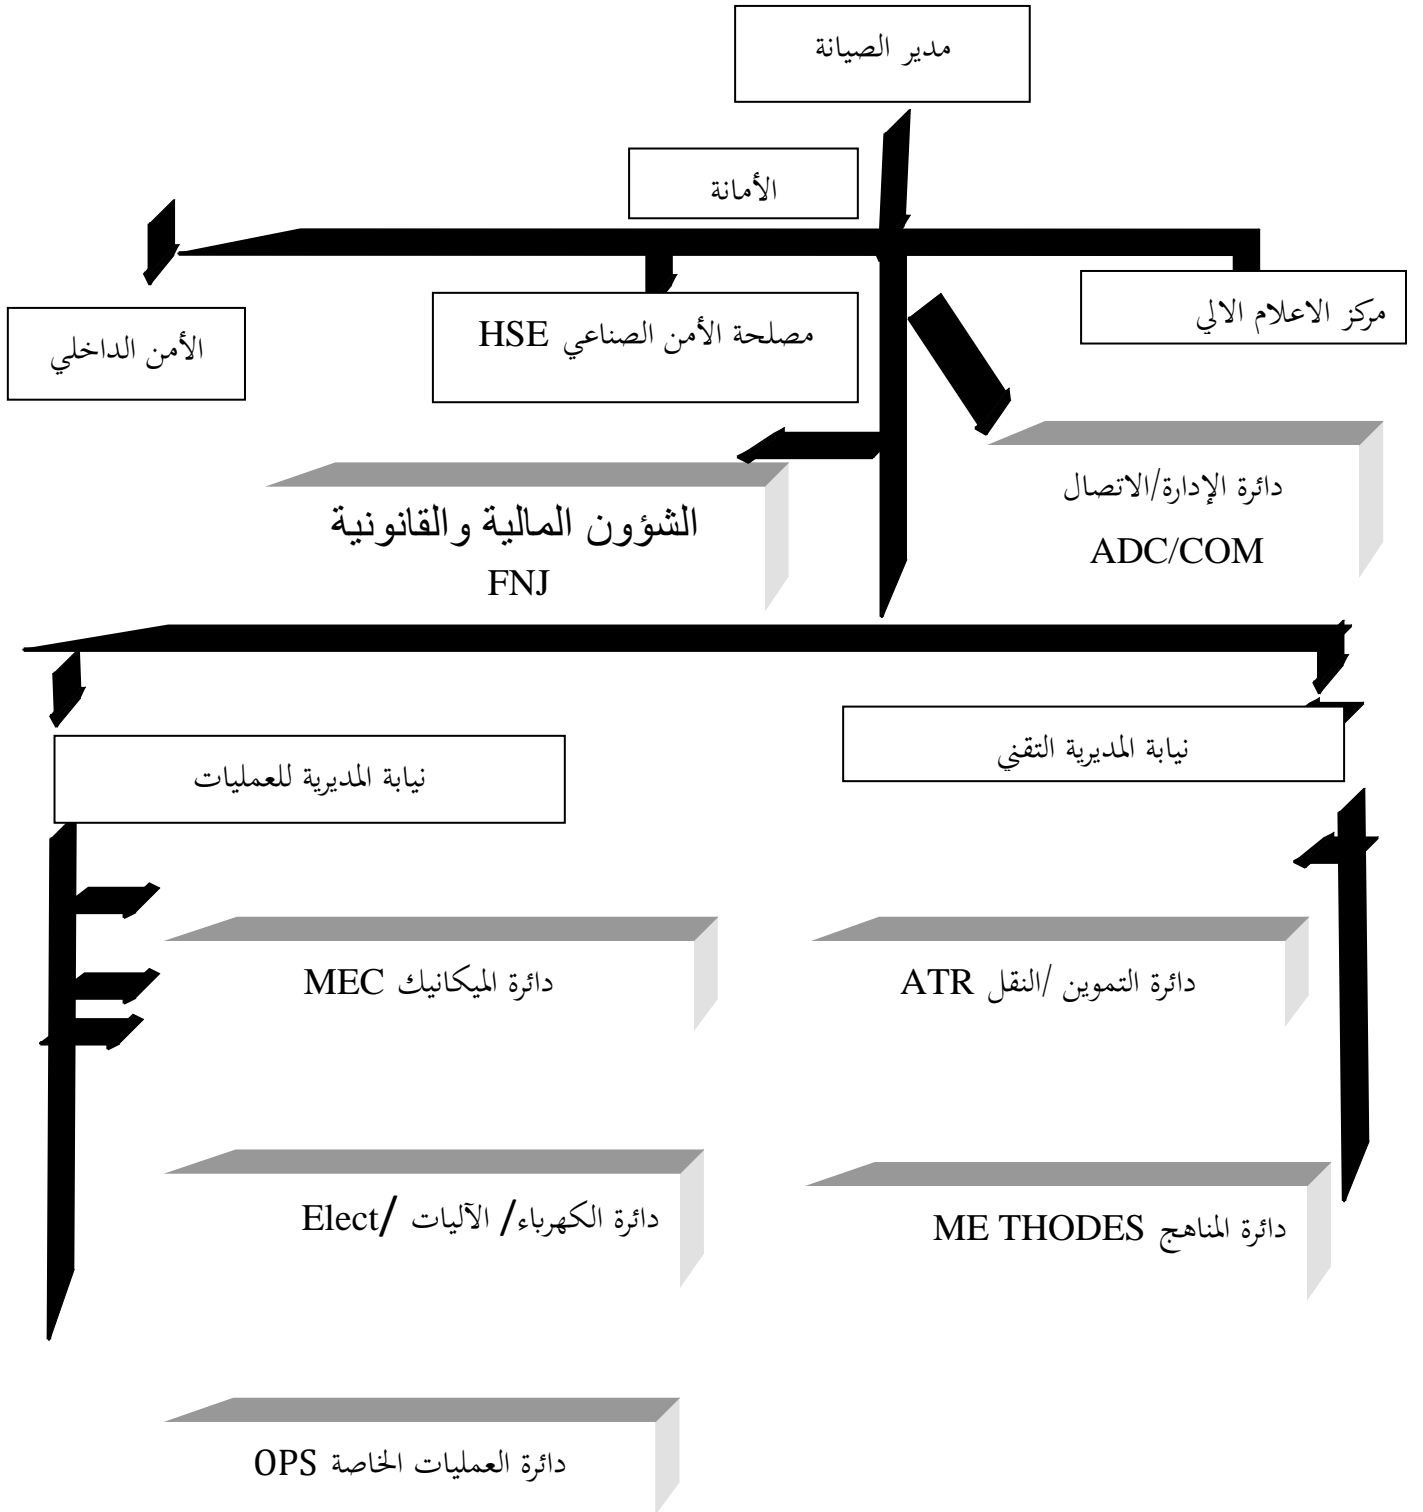 مدير الصيانة
الأمانة
مركز الاعلام الالي
مصلحة الأمن الصناعي HSE
الأمن الداخلي
دائرة الإدارة/الاتصال
ADC/COM
الشؤون المالية والقانونية
FNJ
نيابة المديرية التقني
نيابة المديرية للعمليات
دائرة التموين /النقل ATR
دائرة الميكانيك MEC
دائرة المناهج ME THODES
دائرة الكهرباء/ الآليات /Elect
دائرة العمليات الخاصة OPS